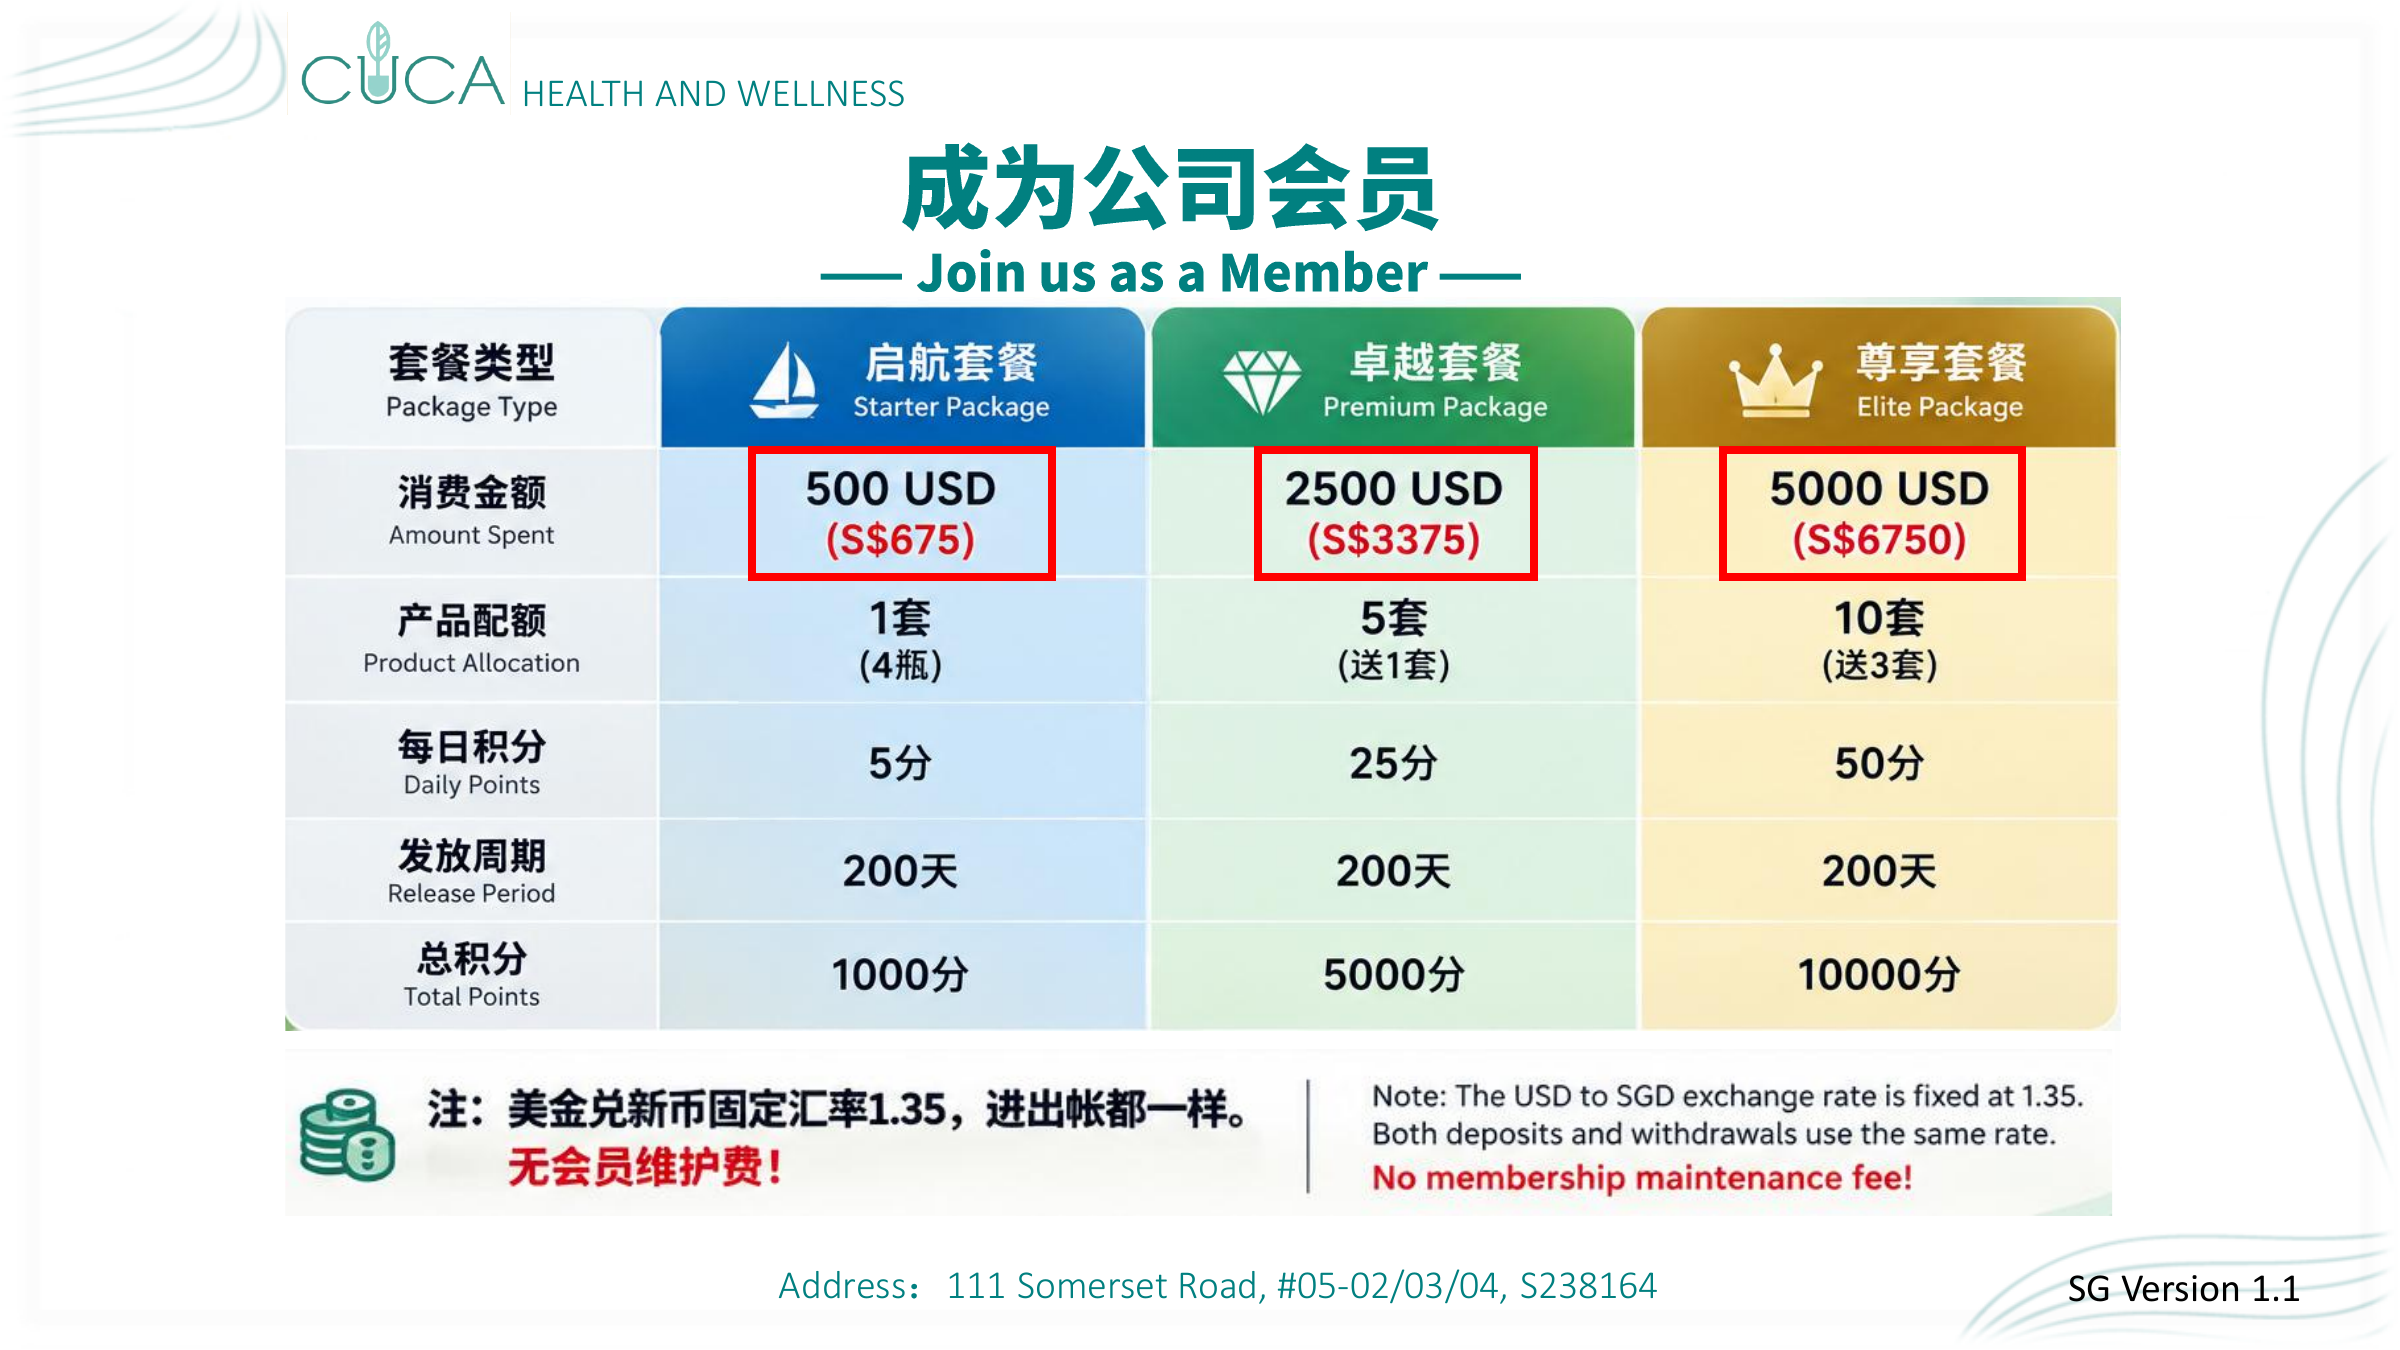 CUCA HEALTH AND WELLNESS
成为公司会员
Join us as a Member
套餐类型
Package Type
启航套餐
Starter Package
卓越套餐
Premium Package
尊享套餐
Elite Package
消费金额
Amount Spent
500 USD
(S$675)
2500 USD
(S$3375)
5000 USD
(S$6750)
产品配额
Product Allocation
1套
(4瓶)
5套
(送1套)
10套
(送3套)
每日积分
Daily Points
5分
25分
50分
发放周期
Release Period
200天
200天
200天
总积分
Total Points
1000分
5000分
10000分
注：美金兑新币固定汇率1.35，进出帐都一样。
无会员维护费！
Note: The USD to SGD exchange rate is fixed at 1.35.
Both deposits and withdrawals use the same rate.
No membership maintenance fee!
Address：111 Somerset Road, #05-02/03/04, S238164
SG Version 1.1